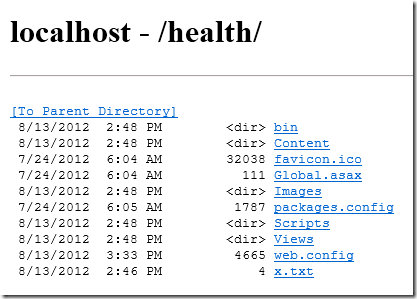 localhost - /health/
[To Parent Directory]
8/13/2012 2:48 PM <dir> bin
8/13/2012 2:48 PM <dir> Content
7/24/2012 6:04 AM 32038 favicon.ico
7/24/2012 6:04 AM 111 Global.asax
8/13/2012 2:48 PM <dir> Images
7/24/2012 6:05 AM 1787 packages.config
8/13/2012 2:48 PM <dir> Scripts
8/13/2012 2:48 PM <dir> Views
8/13/2012 3:33 PM 4665 web.config
8/13/2012 2:46 PM 4 x.txt